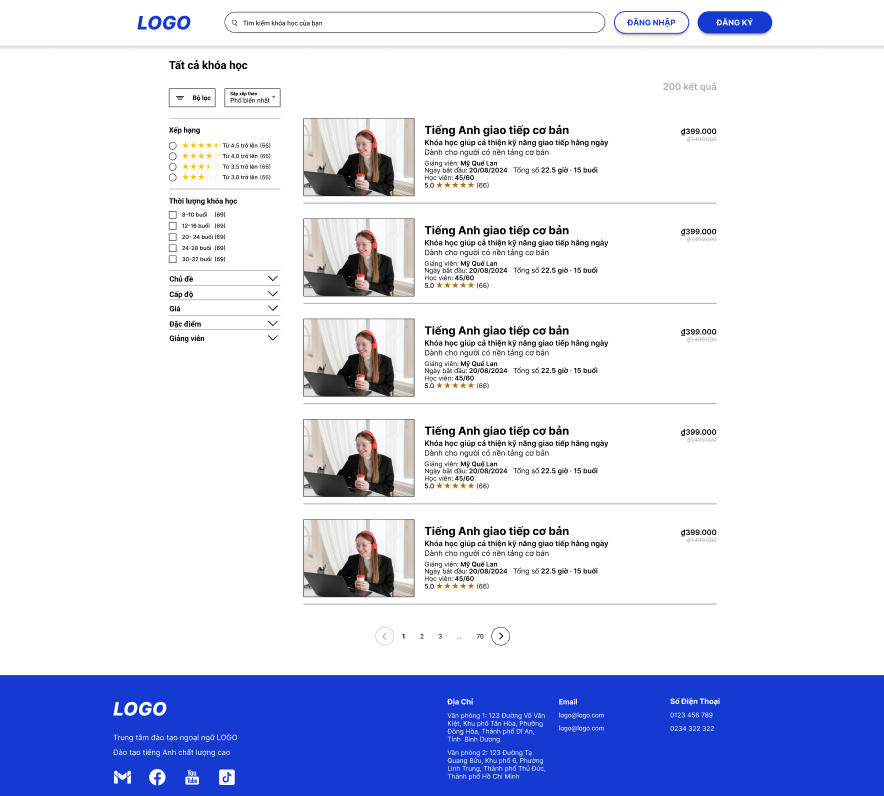 LOGO
Tìm kiếm khóa học của bạn
ĐĂNG NHẬP
ĐĂNG KÝ
Tất cả khóa học
200 kết quả
Bộ lọc
Sắp xếp theo
Phổ biến nhất
Xếp hạng
Từ 4.5 trở lên (66)
Từ 4.0 trở lên (66)
Từ 3.5 trở lên (66)
Từ 3.0 trở lên (66)
Thời lượng khóa học
8-10 buổi (69)
12-16 buổi (69)
20- 24 buổi (69)
24-28 buổi (69)
30-32 buổi (69)
Chủ đề
Cấp độ
Giá
Đặc điểm
Giảng viên
Tiếng Anh giao tiếp cơ bản
₫399.000
Khóa học giúp cả thiện kỹ năng giao tiếp hằng ngày
₫1.499.000
Dành cho người có nền tảng cơ bản
Giảng viên: Mỹ Quế Lan
Ngày bắt đầu: 20/08/2024 Tổng số 22.5 giờ · 15 buổi
Học viên: 45/60
5.0 ★★★★★ (66)
Tiếng Anh giao tiếp cơ bản
₫399.000
Khóa học giúp cả thiện kỹ năng giao tiếp hằng ngày
₫1.499.000
Dành cho người có nền tảng cơ bản
Giảng viên: Mỹ Quế Lan
Ngày bắt đầu: 20/08/2024 Tổng số 22.5 giờ · 15 buổi
Học viên: 45/60
5.0 ★★★★★ (66)
Tiếng Anh giao tiếp cơ bản
₫399.000
Khóa học giúp cả thiện kỹ năng giao tiếp hằng ngày
₫1.499.000
Dành cho người có nền tảng cơ bản
Giảng viên: Mỹ Quế Lan
Ngày bắt đầu: 20/08/2024 Tổng số 22.5 giờ · 15 buổi
Học viên: 45/60
5.0 ★★★★★ (66)
Tiếng Anh giao tiếp cơ bản
₫399.000
Khóa học giúp cả thiện kỹ năng giao tiếp hằng ngày
₫1.499.000
Dành cho người có nền tảng cơ bản
Giảng viên: Mỹ Quế Lan
Ngày bắt đầu: 20/08/2024 Tổng số 22.5 giờ · 15 buổi
Học viên: 45/60
5.0 ★★★★★ (66)
Tiếng Anh giao tiếp cơ bản
₫399.000
Khóa học giúp cả thiện kỹ năng giao tiếp hằng ngày
₫1.499.000
Dành cho người có nền tảng cơ bản
Giảng viên: Mỹ Quế Lan
Ngày bắt đầu: 20/08/2024 Tổng số 22.5 giờ · 15 buổi
Học viên: 45/60
5.0 ★★★★★ (66)
1 2 3 ... 70
LOGO
Trung tâm đào tạo ngoại ngữ LOGO
Đào tạo tiếng Anh chất lượng cao
You
Tube
Địa Chỉ
Văn phòng 1: 123 Đường Võ Văn
Kiệt, Khu phố Tân Hòa, Phường
Đông Hòa, Thành phố Dĩ An,
Tỉnh Bình Dương
Văn phòng 2: 123 Đường Tạ
Quang Bửu, Khu phố 6, Phường
Linh Trung, Thành phố Thủ Đức,
Thành phố Hồ Chí Minh
Email
logo@logo.com
logo@logo.com
Số Điện Thoại
0123 456 789
0234 322 322